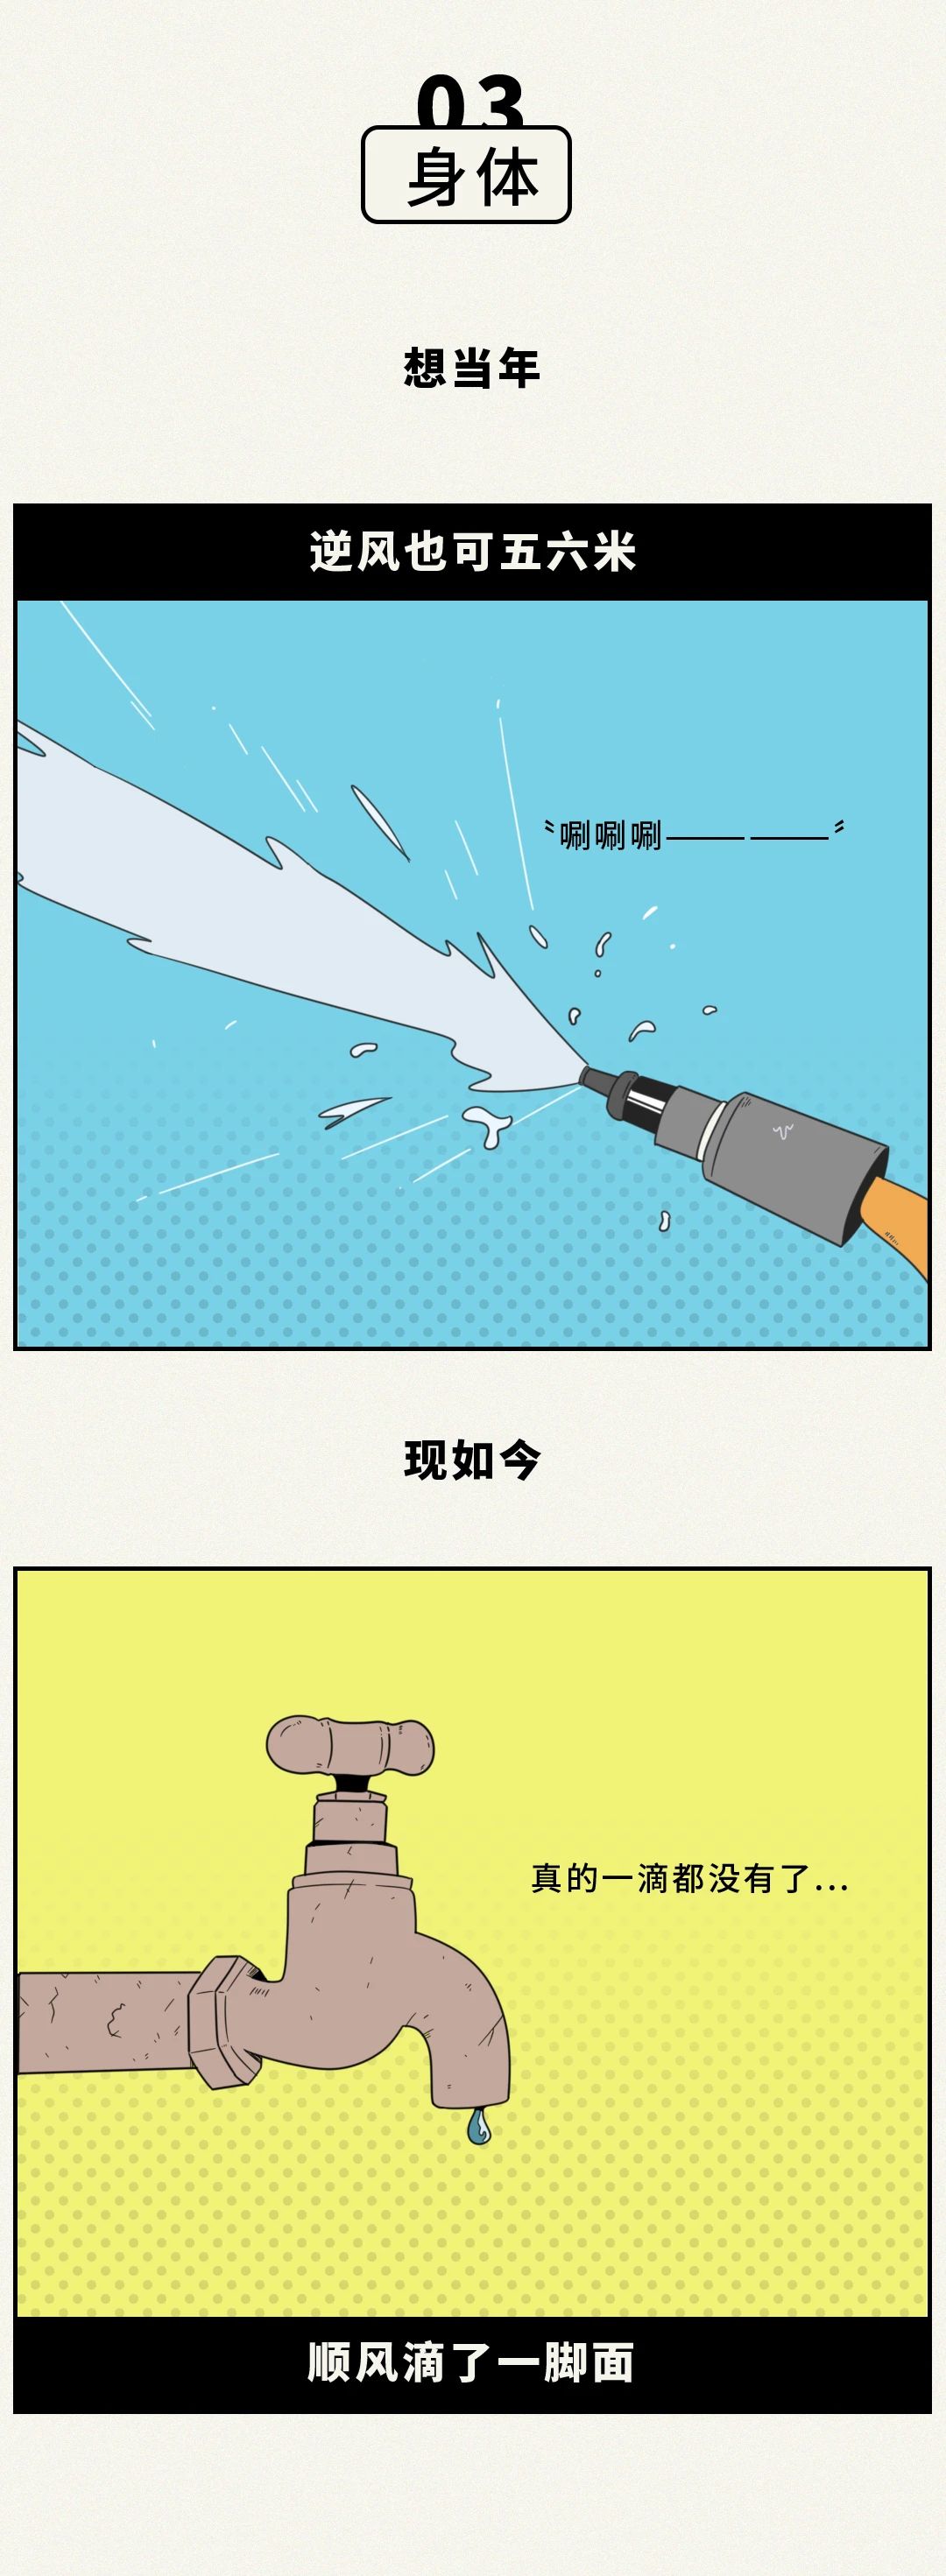 03
身体
想当年
逆风也可五六米
〝唰唰唰————〞
现如今
真的一滴都没有了...
顺风滴了一脚面